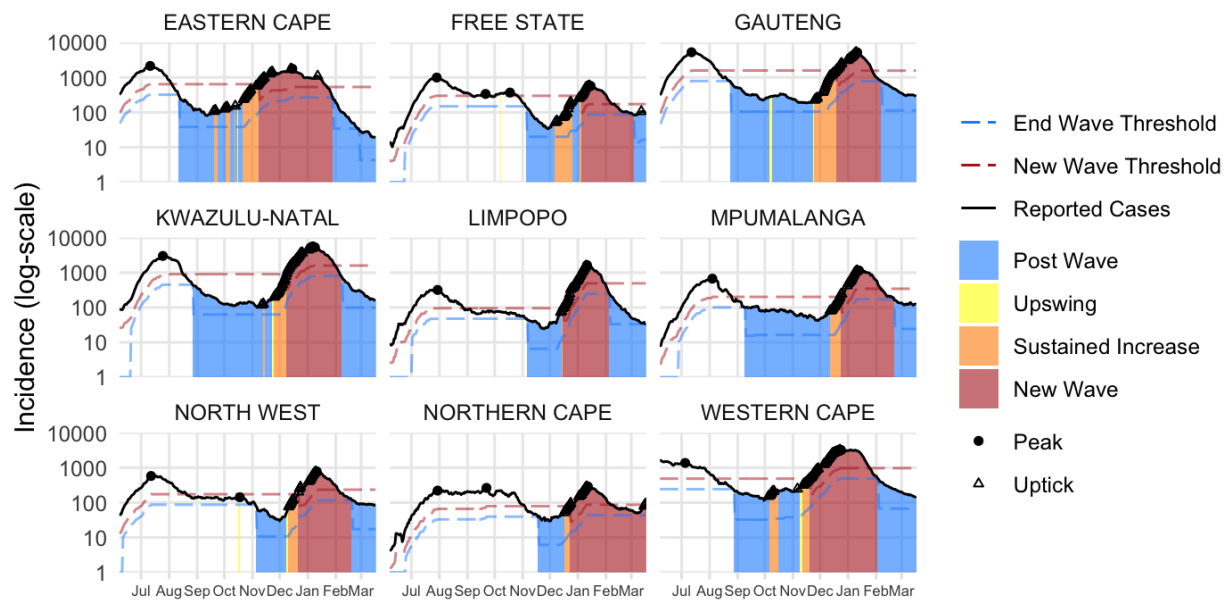 EASTERN CAPE
FREE STATE
GAUTENG
10000
1000
100
10
1
KWAZULU-NATAL
LIMPOPO
MPUMALANGA
10000
1000
100
10
1
NORTH WEST
NORTHERN CAPE
WESTERN CAPE
10000
1000
100
10
1
Jul Aug Sep Oct Nov Dec Jan Feb Mar
Jul Aug Sep Oct Nov Dec Jan Feb Mar
Jul Aug Sep Oct Nov Dec Jan Feb Mar
Incidence (log-scale)
End Wave Threshold
New Wave Threshold
Reported Cases
Post Wave
Upswing
Sustained Increase
New Wave
Peak
Uptick